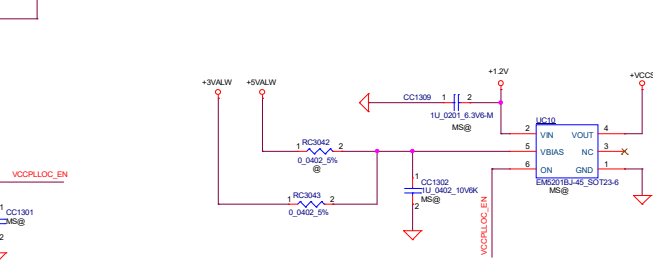 +3VALW
+5VALW
+1.2V
+VCCS
CC1309 1 2
1U_0201_6.3V6-M
MS@
UC10
2 VIN VOUT 4
5 VBIAS NC 3
6 ON GND 1
EM5201BJ-45_SOT23-6
MS@
1 RC3042 2
0_0402_5%
@
1 RC3043 2
0_0402_5%
1
CC1302
1U_0402_10V6K
MS@
2
VCCPLLOC_EN
VCCPLLOC_EN
1
CC1301
MS@
2